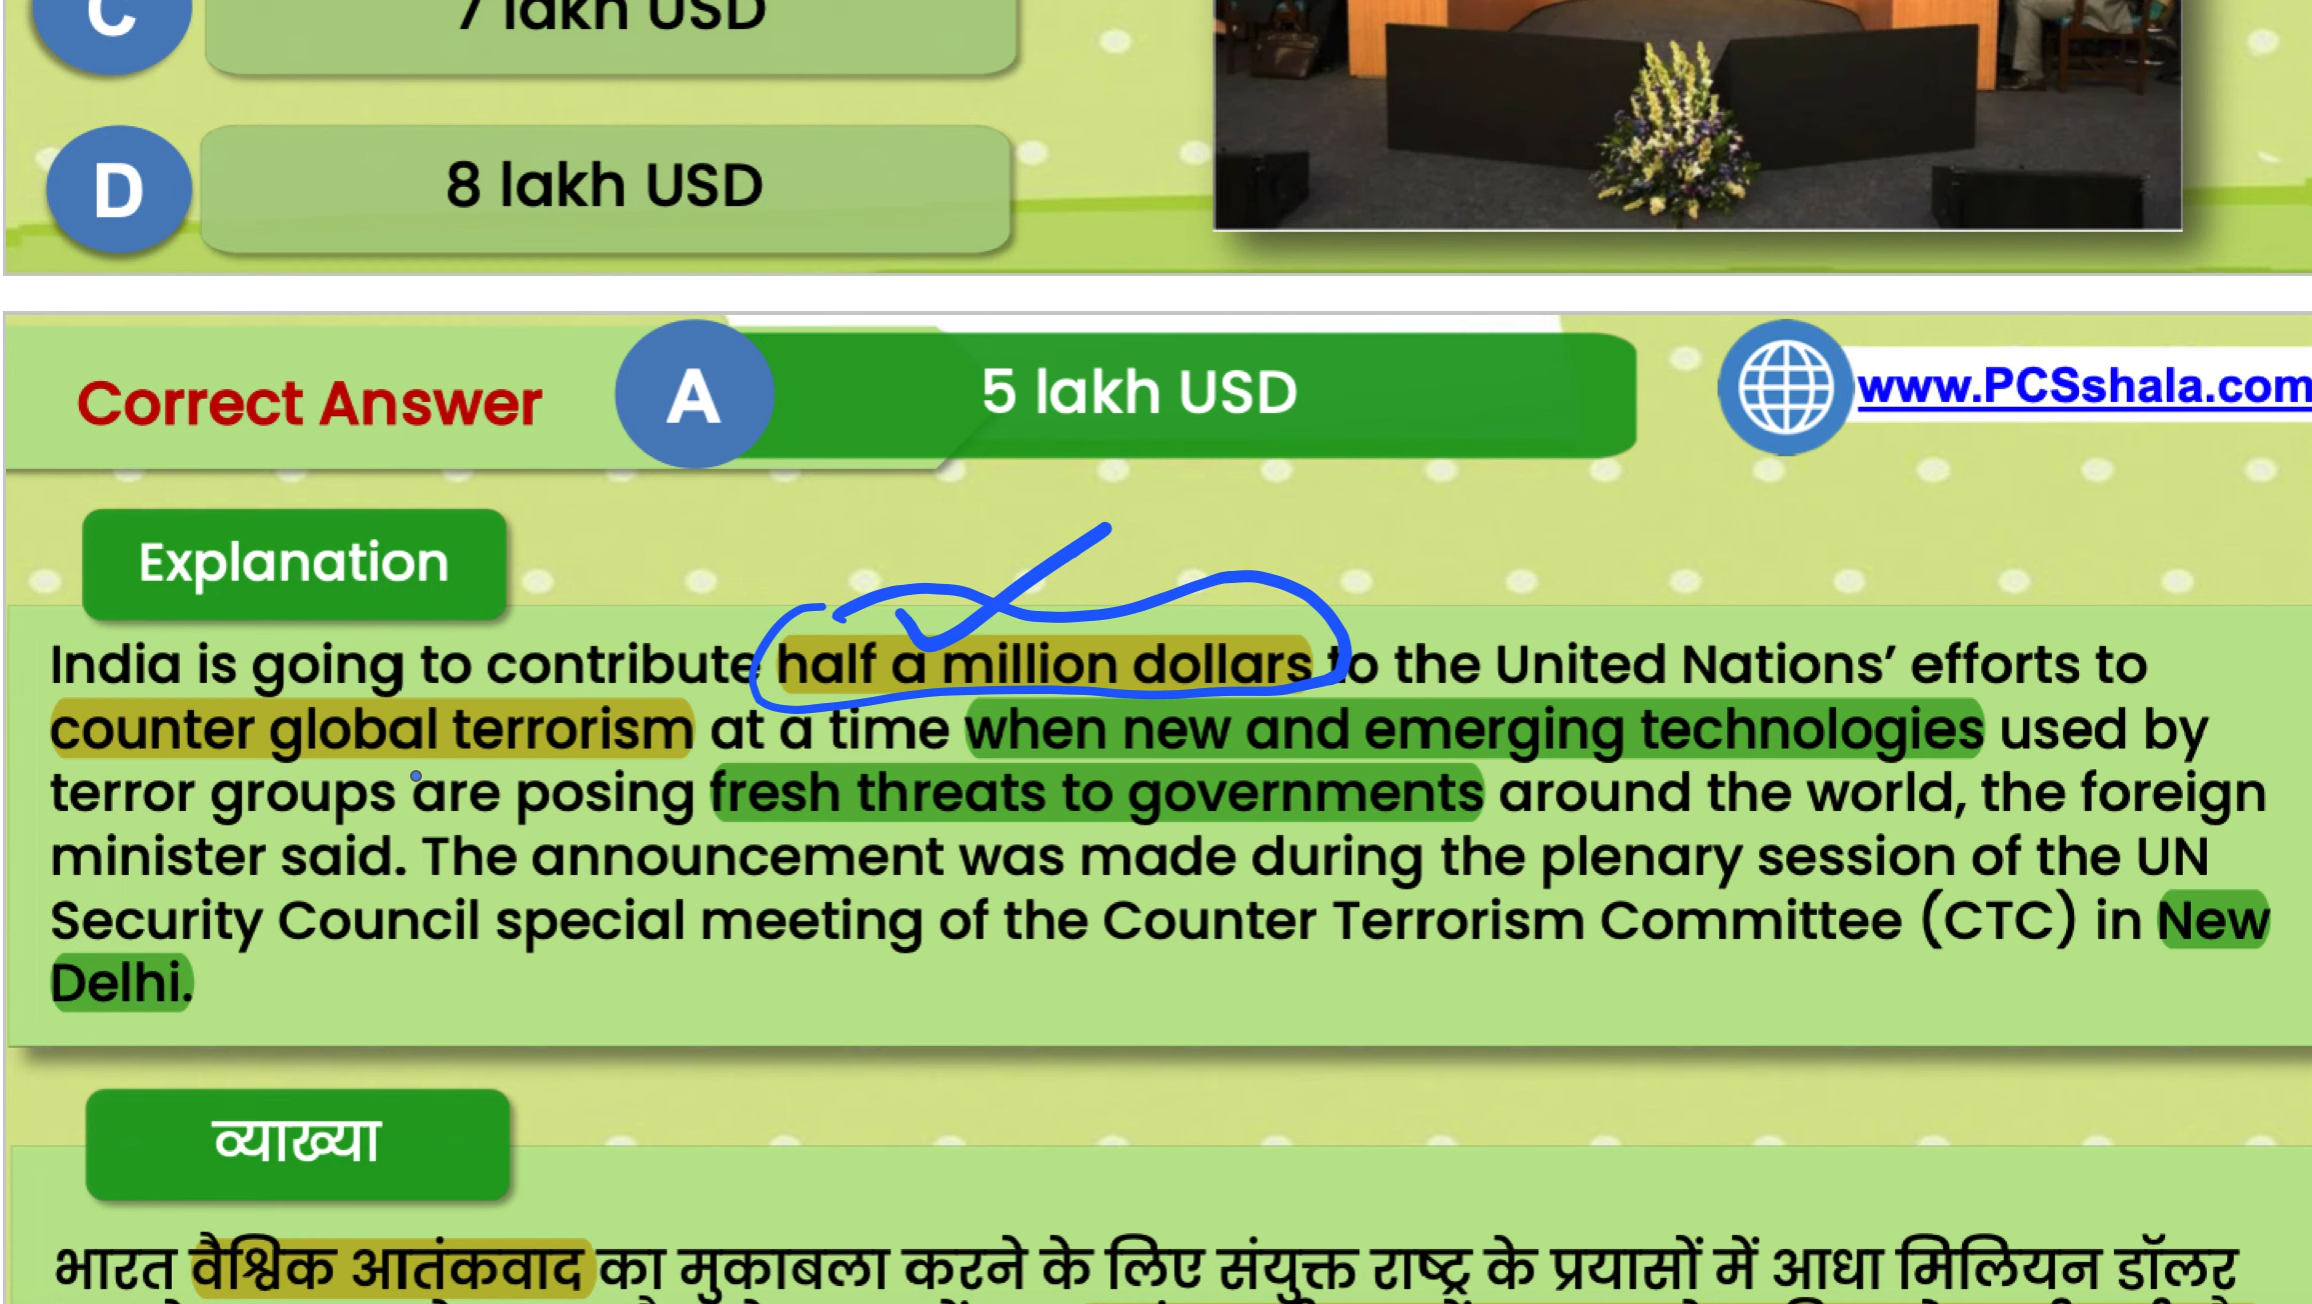 C
7 lakh USD
D
8 lakh USD
Correct Answer
A
5 lakh USD
www.PCSshala.com
Explanation
India is going to contribute half a million dollars to the United Nations’ efforts to
counter global terrorism at a time when new and emerging technologies used by
terror groups are posing fresh threats to governments around the world, the foreign
minister said. The announcement was made during the plenary session of the UN
Security Council special meeting of the Counter Terrorism Committee (CTC) in New
Delhi.
व्याख्या
भारत वैश्विक आतंकवाद का मुकाबला करने के लिए संयुक्त राष्ट्र के प्रयासों में आधा मिलियन डॉलर